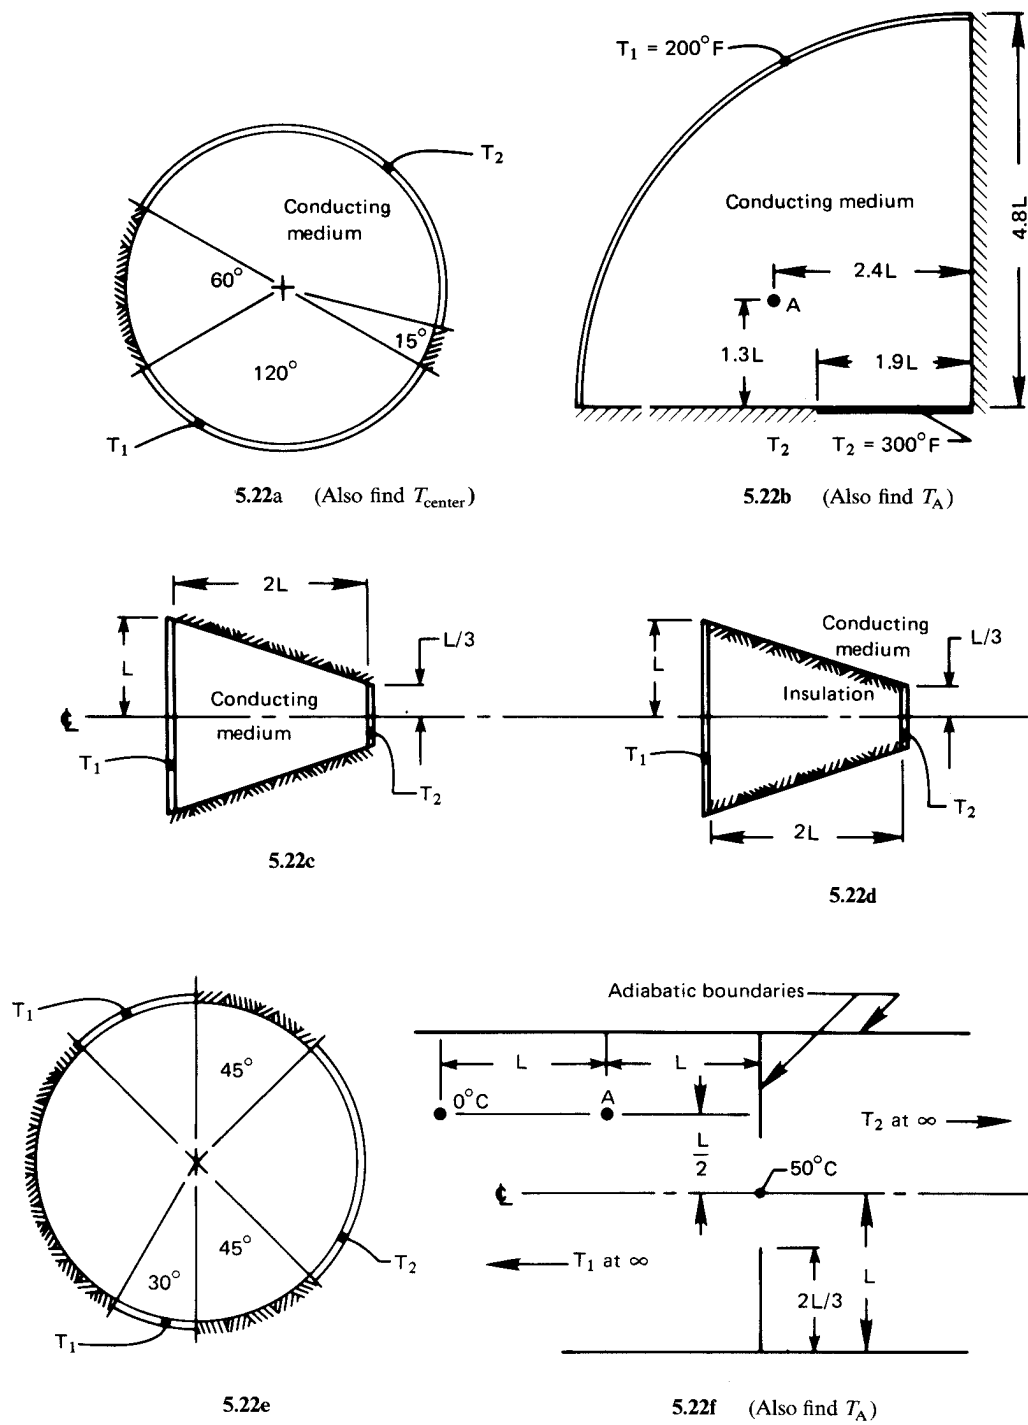 T₁ = 200°F
T₂
Conducting
medium
60°
15°
120°
T₁
Conducting medium
4.8L
2.4L
A
1.3L
1.9L
T₂
T₂ = 300°F
5.22a (Also find T_center)
5.22b (Also find T_A)
2L
L/3
L
Conducting
medium
℄
T₁
T₂
5.22c
Conducting
medium
L/3
L
Insulation
T₁
T₂
2L
5.22d
T₁
45°
45°
30°
T₂
T₁
5.22e
Adiabatic boundaries
L
L
0°C
A
T₂ at ∞
L/2
50°C
℄
T₁ at ∞
2L/3
L
5.22f (Also find T_A)